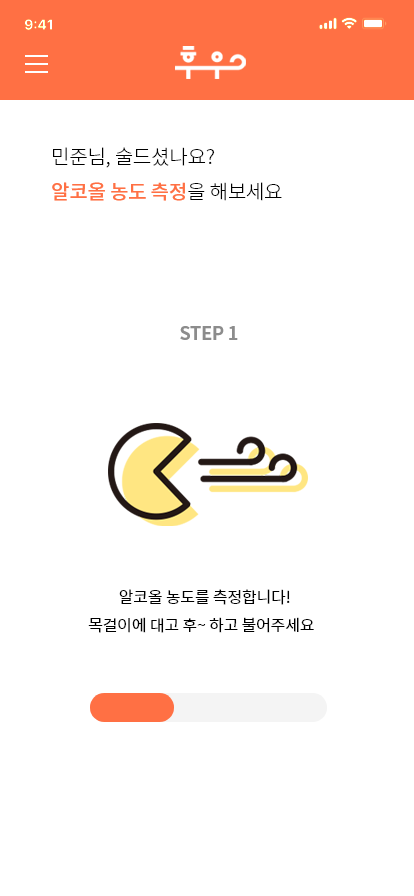 9:41
후우
민준님, 술드셨나요?
알코올 농도 측정을 해보세요
STEP 1
알코올 농도를 측정합니다!
목걸이에 대고 후~ 하고 불어주세요